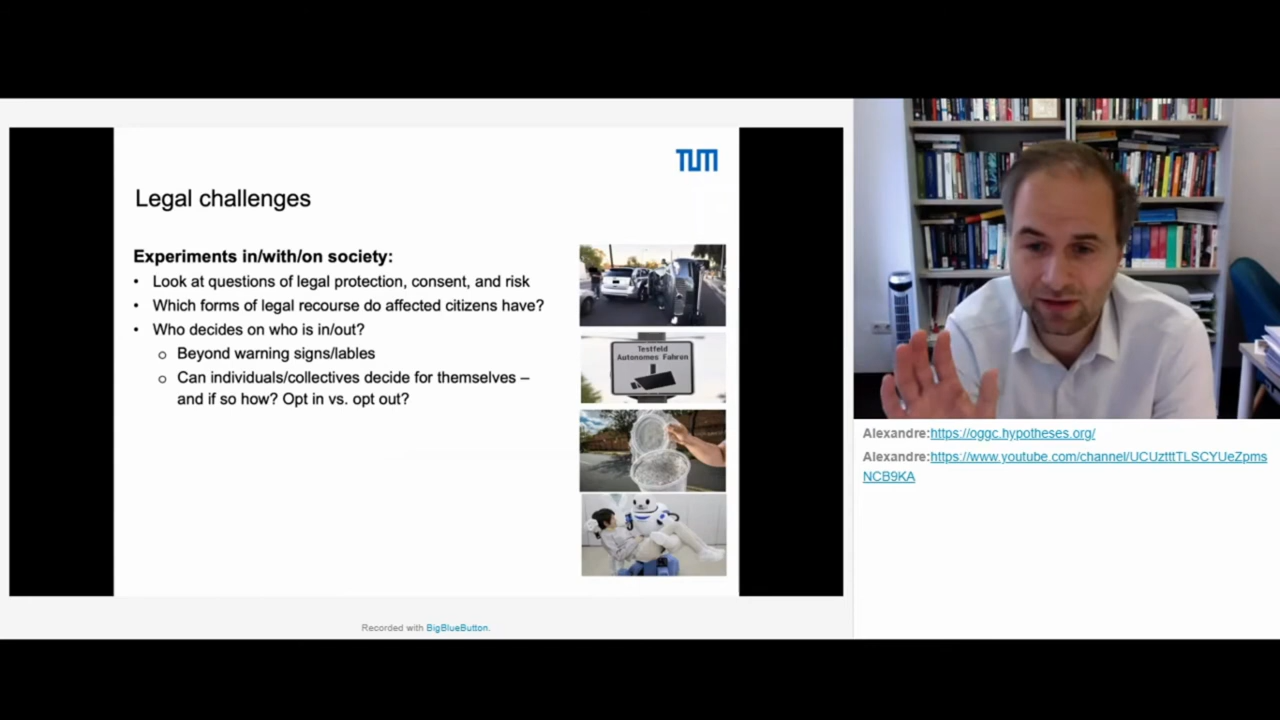 TUM
Legal challenges
Experiments in/with/on society:
• Look at questions of legal protection, consent, and risk
• Which forms of legal recourse do affected citizens have?
• Who decides on who is in/out?
o Beyond warning signs/lables
o Can individuals/collectives decide for themselves –
and if so how? Opt in vs. opt out?
Testfeld
Autonomes Fahren
Recorded with BigBlueButton.
Alexandre:https://oggc.hypotheses.org/
Alexandre:https://www.youtube.com/channel/UCUztttTLSCYUeZpms
NCB9KA